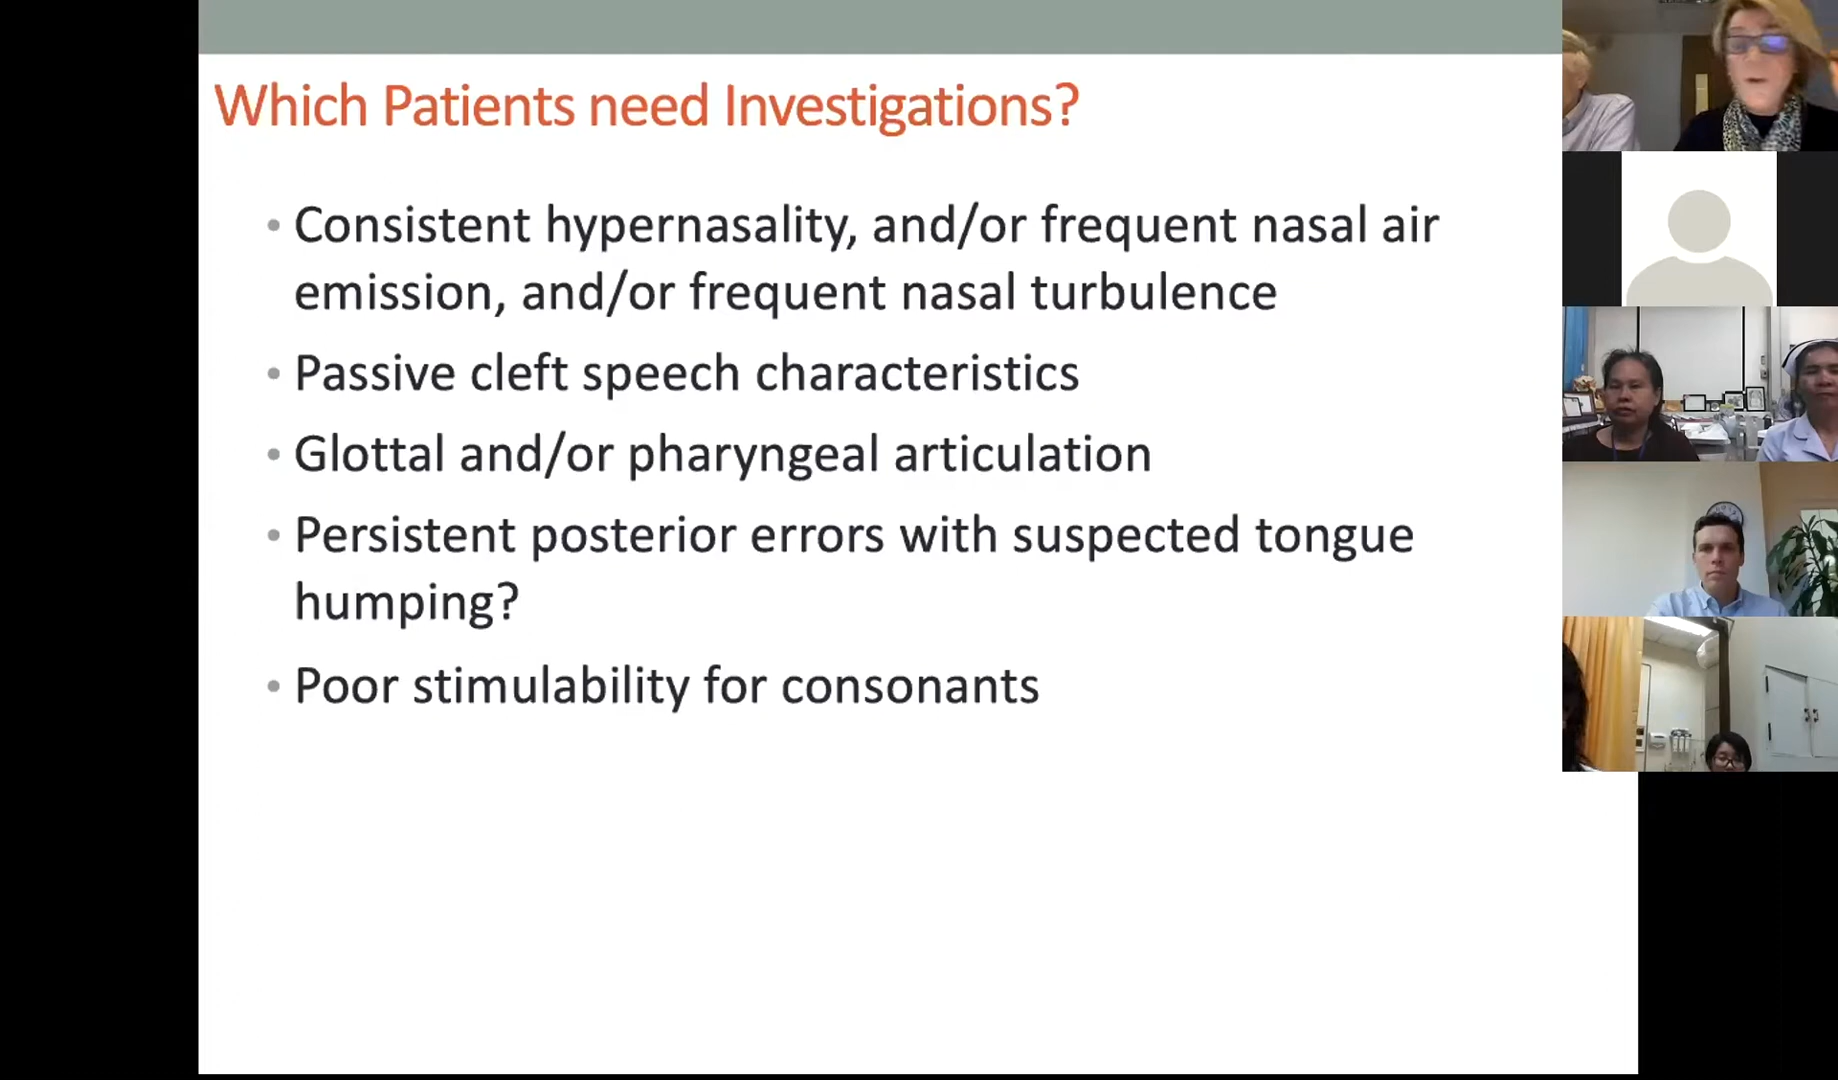 Which Patients need Investigations?
• Consistent hypernasality, and/or frequent nasal air
emission, and/or frequent nasal turbulence
• Passive cleft speech characteristics
• Glottal and/or pharyngeal articulation
• Persistent posterior errors with suspected tongue
humping?
• Poor stimulability for consonants